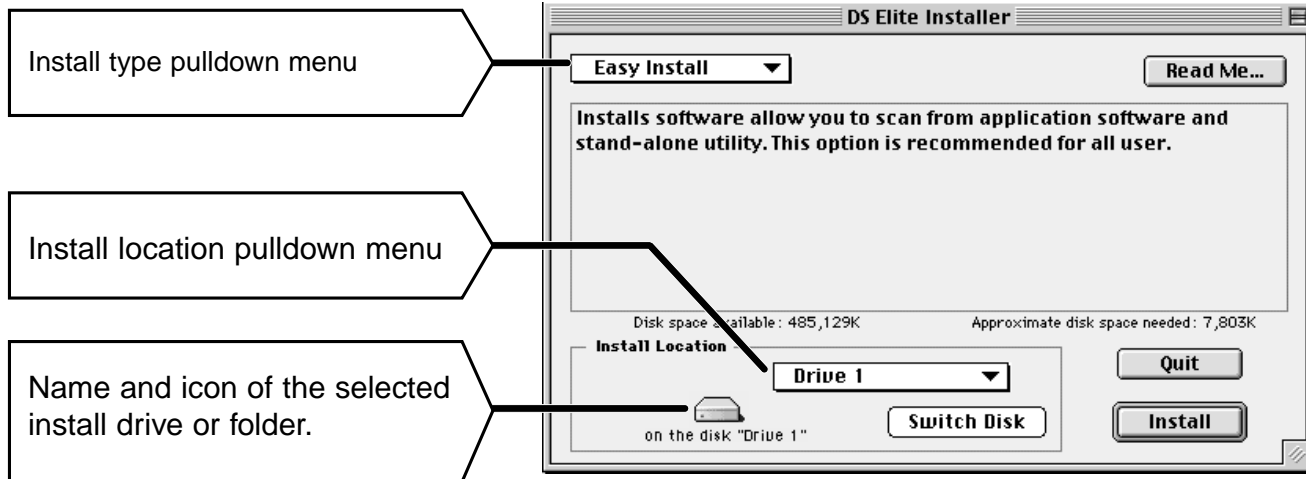 DS Elite Installer
Install type pulldown menu
Easy Install
Read Me...
Installs software allow you to scan from application software and
stand-alone utility. This option is recommended for all user.
Install location pulldown menu
Disk space available: 485,129K
Approximate disk space needed: 7,803K
Install Location
Drive 1
Quit
Name and icon of the selected
install drive or folder.
on the disk "Drive 1"
Switch Disk
Install